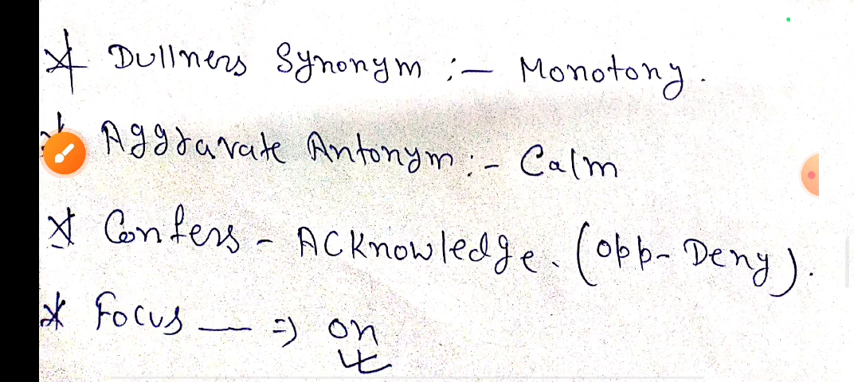 * Dullness Synonym :- Monotony.
* Aggravate Antonym :- Calm
* Confess - Acknowledge. (opp- Deny).
* Focus — => on